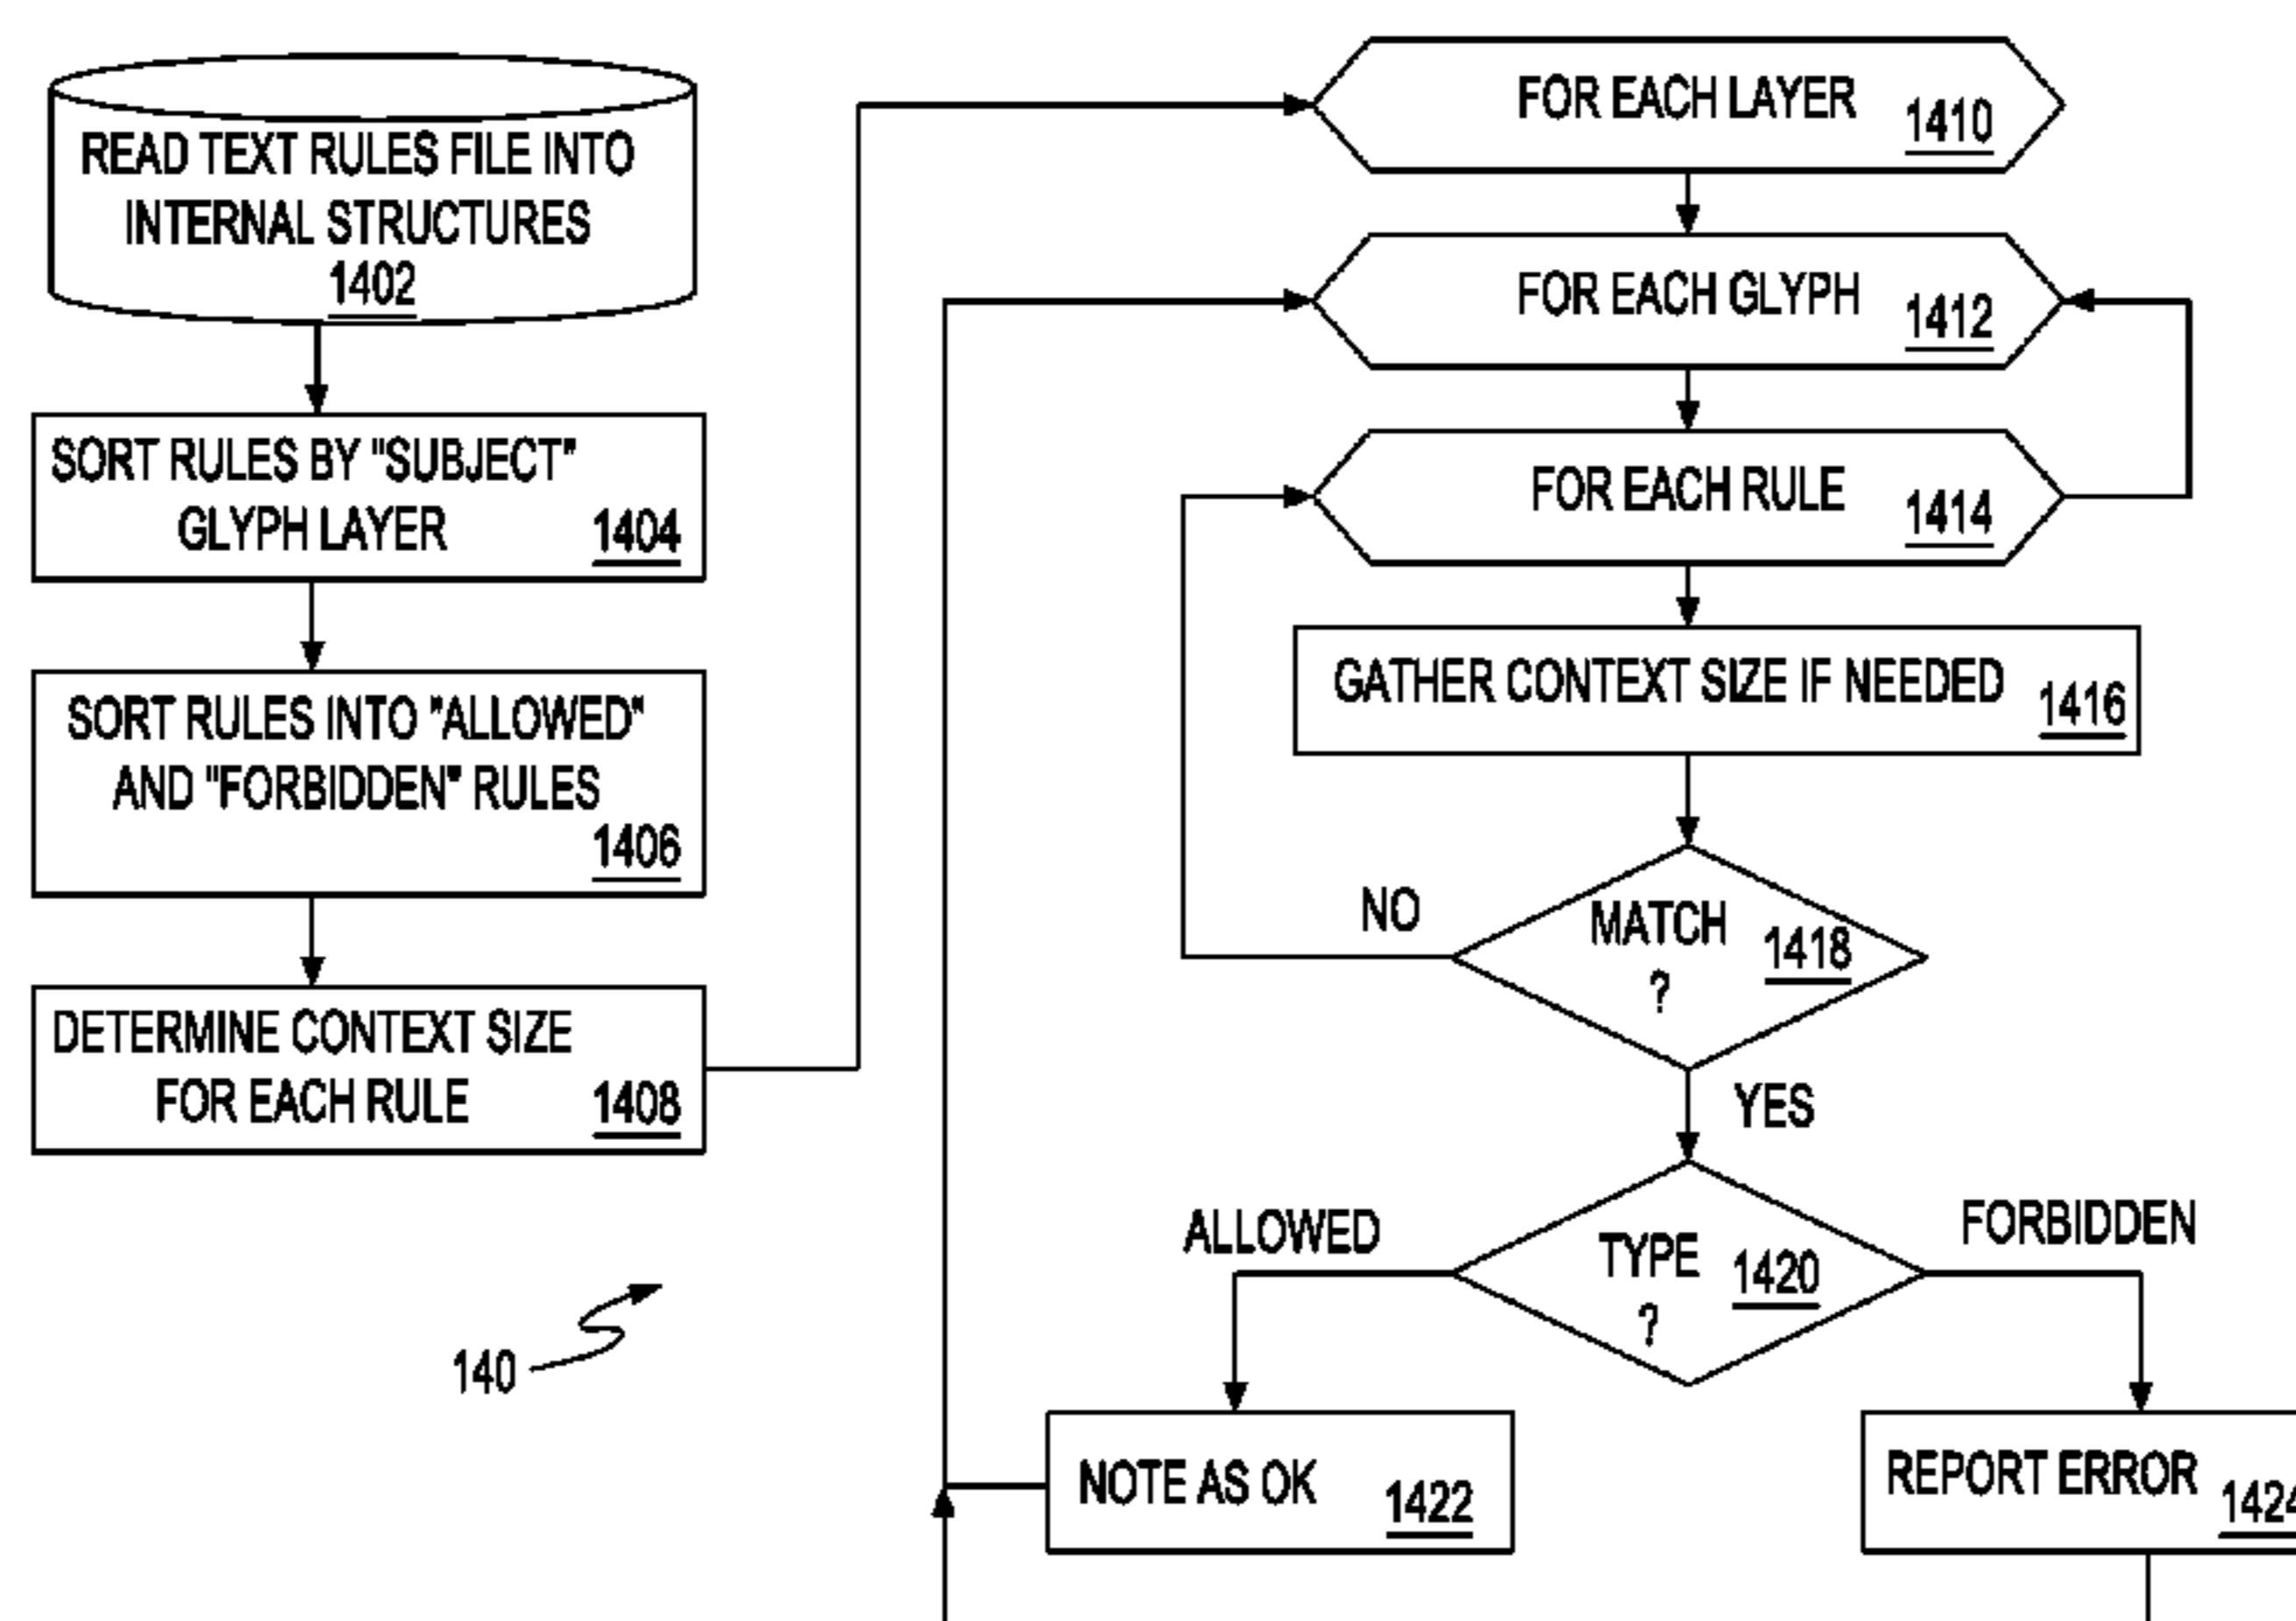 READ TEXT RULES FILE INTO
INTERNAL STRUCTURES
1402
SORT RULES BY "SUBJECT"
GLYPH LAYER
1404
SORT RULES INTO "ALLOWED"
AND "FORBIDDEN" RULES
1406
DETERMINE CONTEXT SIZE
FOR EACH RULE
1408
140
FOR EACH LAYER
1410
FOR EACH GLYPH
1412
FOR EACH RULE
1414
GATHER CONTEXT SIZE IF NEEDED
1416
MATCH
?
1418
NO
YES
TYPE
?
1420
ALLOWED
FORBIDDEN
NOTE AS OK
1422
REPORT ERROR
1424